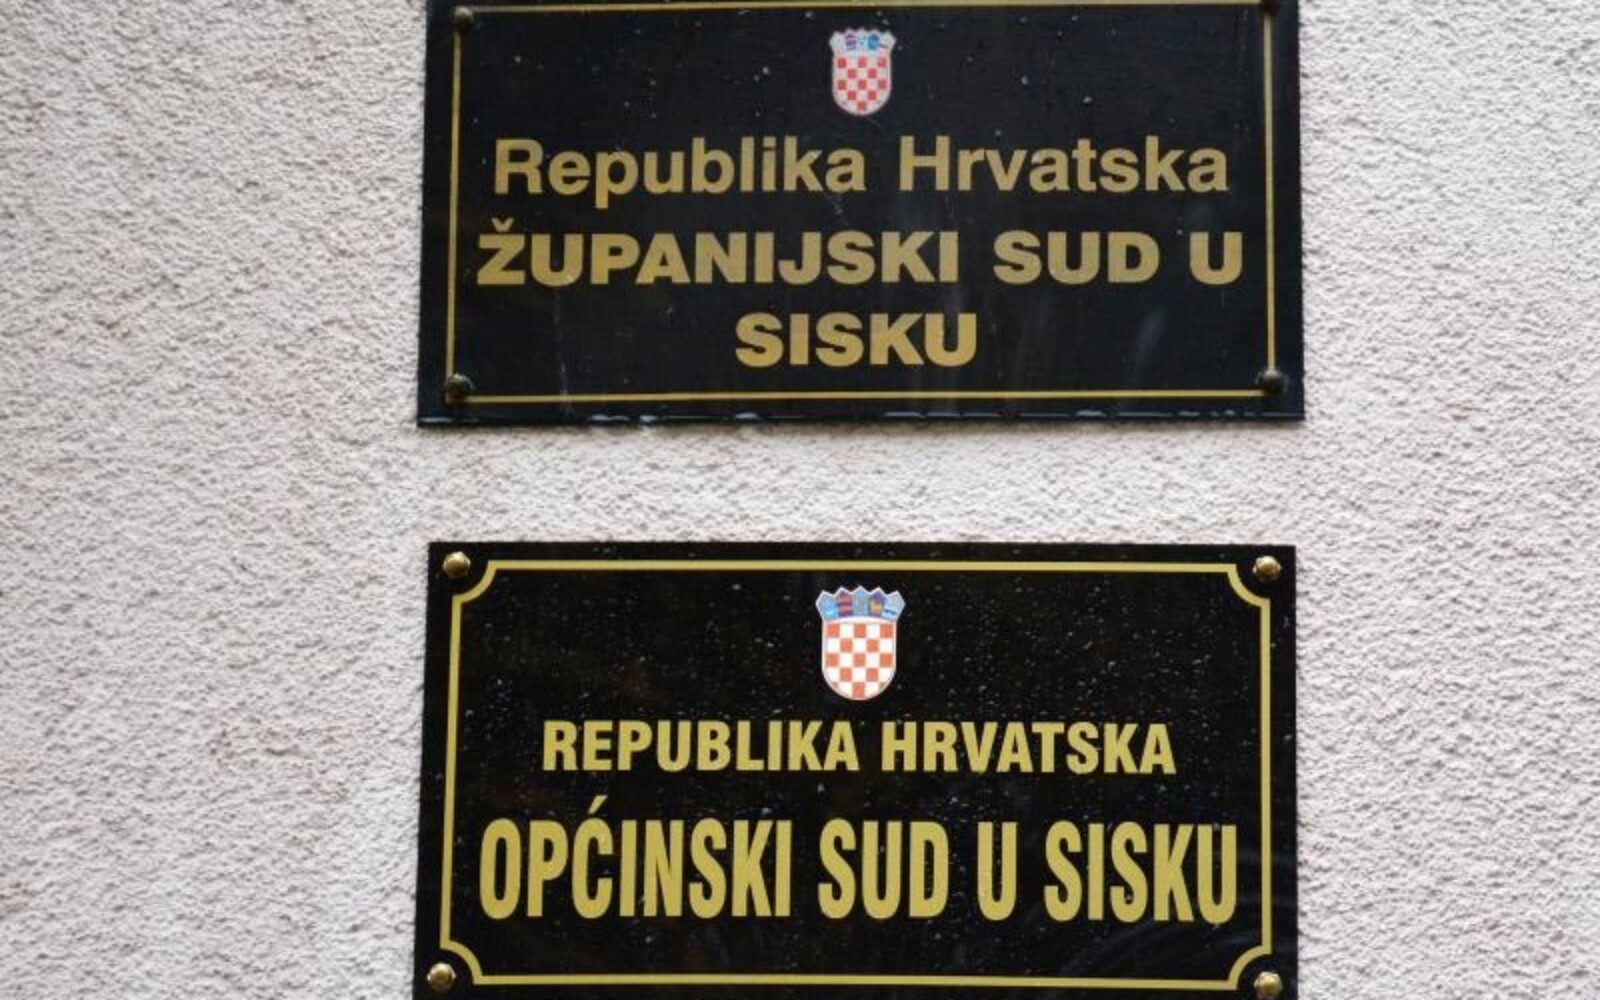 Republika Hrvatska
ŽUPANIJSKI SUD U
SISKU
REPUBLIKA HRVATSKA
OPĆINSKI SUD U SISKU